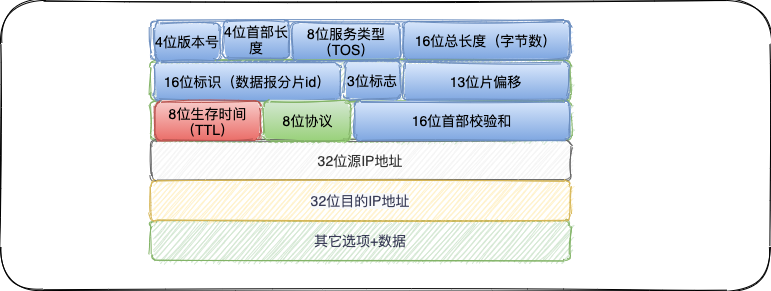 4位版本号
4位首部长
度
8位服务类型
（TOS）
16位总长度（字节数）
16位标识（数据报分片id）
3位标志
13位片偏移
8位生存时间
（TTL）
8位协议
16位首部校验和
32位源IP地址
32位目的IP地址
其它选项+数据